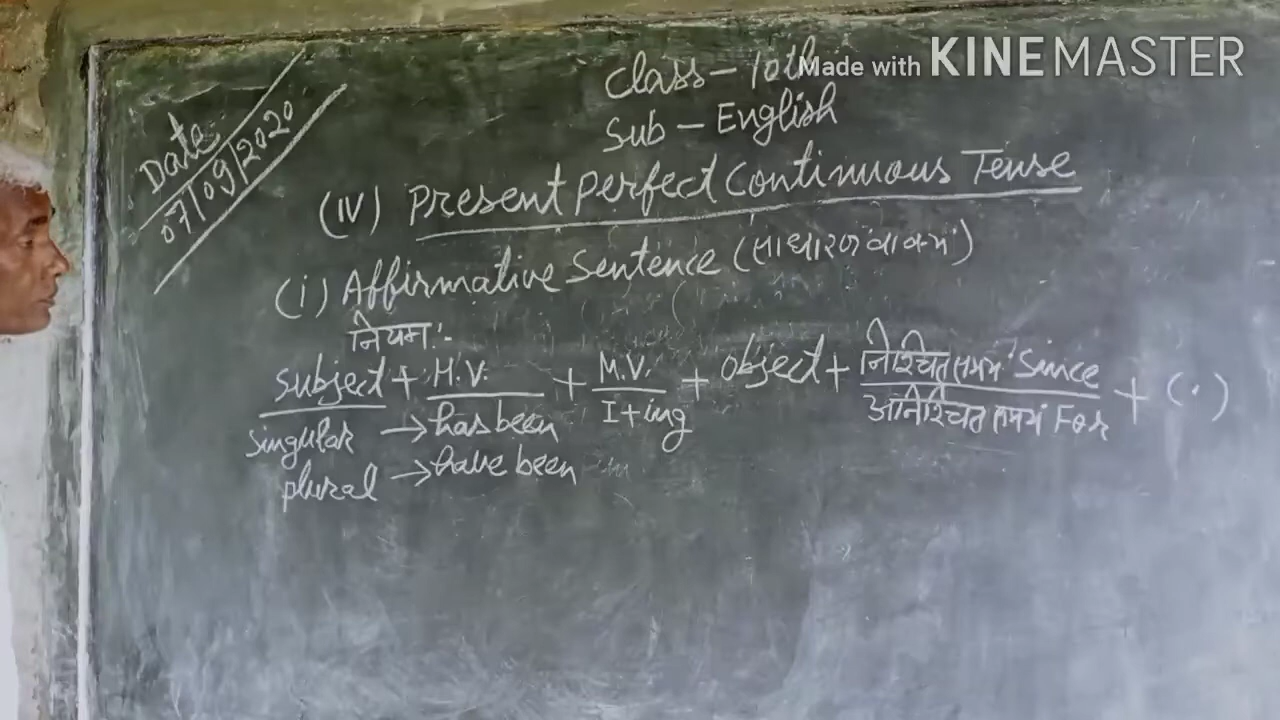 Made with KINEMASTER
Class - 10th
Sub - English
Date:
07/09/2020
(IV) Present Perfect Continuous Tense
(i) Affirmative Sentence (साधारण वाक्य)
नियम :-
Subject + H.V. + M.V. + object + निश्चित समय Since + (.)
I + ing अनिश्चित समय For
Singular → has been
plural → have been